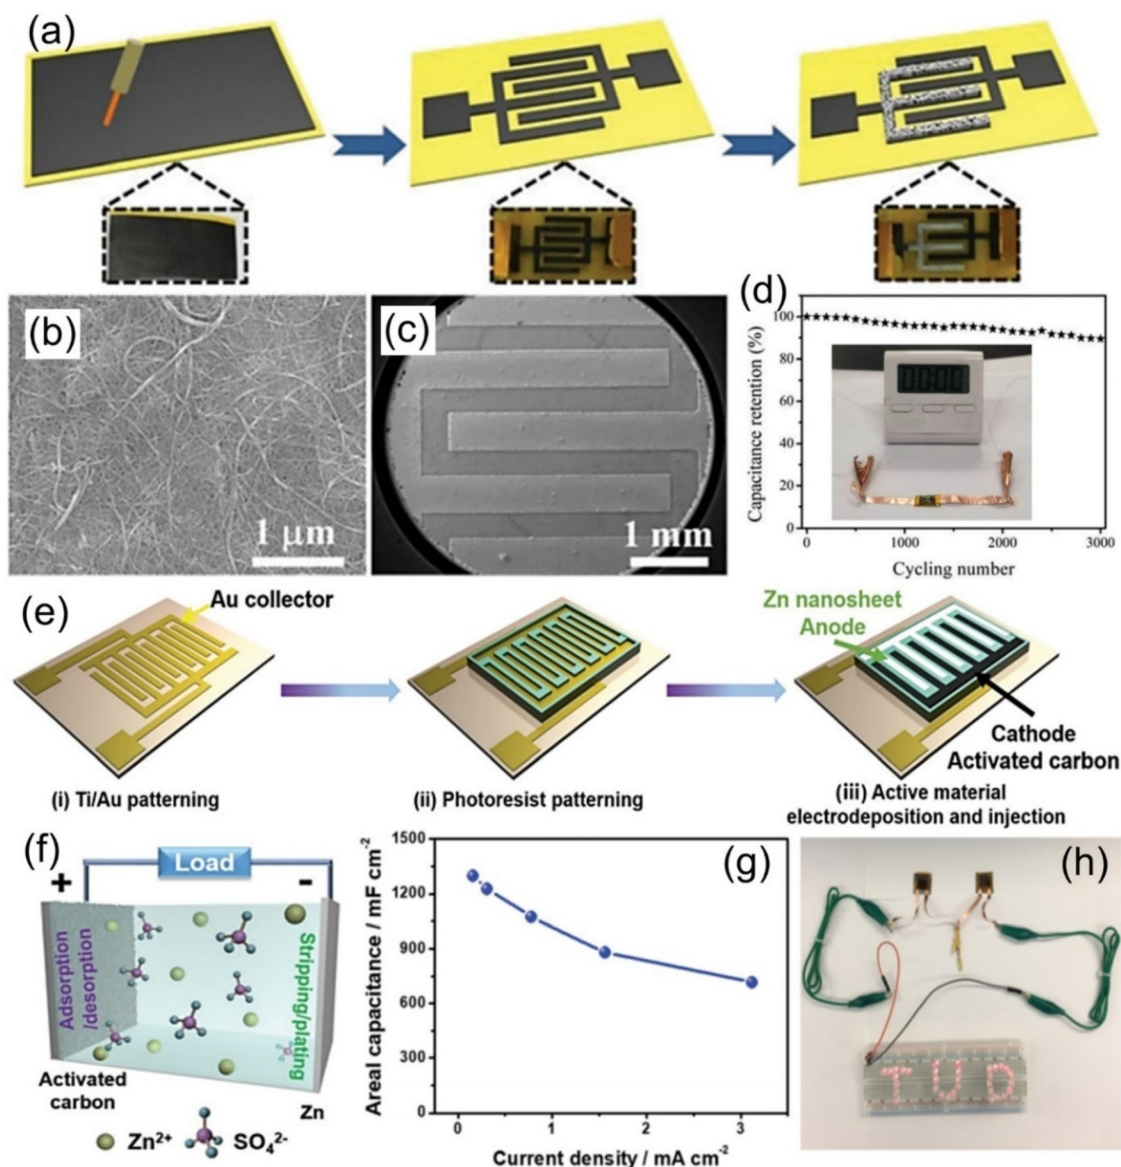 (a)
(b)
1 μm
(c)
1 mm
(d)
Capacitance retention (%)
100
80
60
40
20
0
0 1000 2000 3000
Cycling number
(e)
Au collector
Zn nanosheet
Anode
Cathode
Activated carbon
(i) Ti/Au patterning
(ii) Photoresist patterning
(iii) Active material
electrodeposition and injection
(f)
Load
+
-
Adsorption
/desorption
Stripping/plating
Activated
carbon
Zn
Zn²⁺
SO₄²⁻
(g)
Areal capacitance / mF cm⁻²
1500
1200
900
600
300
0
0 1 2 3
Current density / mA cm⁻²
(h)
TUD